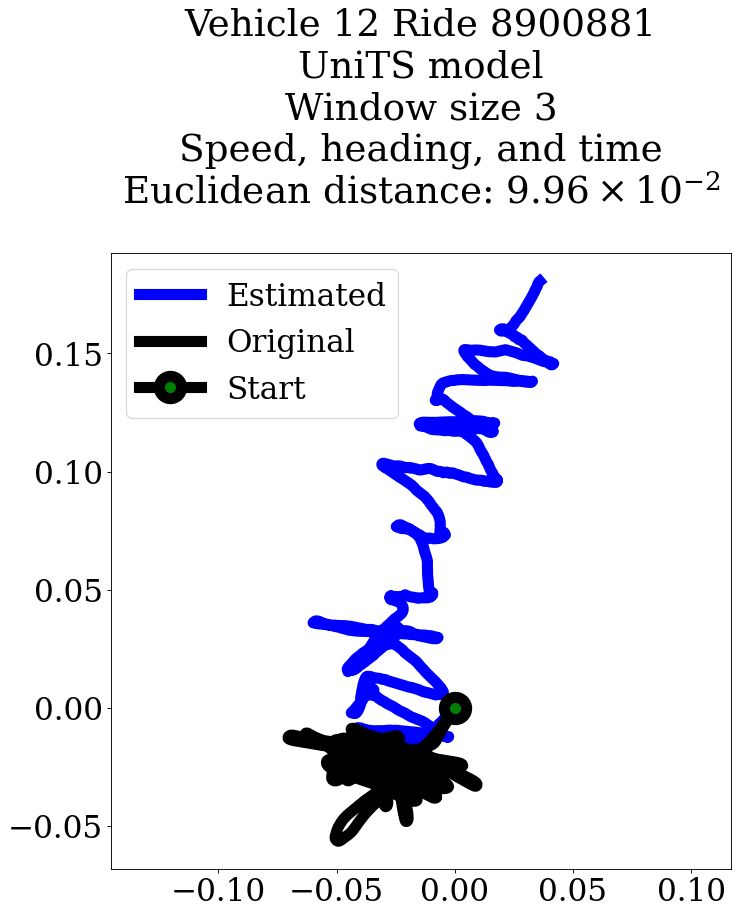 Vehicle 12 Ride 8900881
UniTS model
Window size 3
Speed, heading, and time
Euclidean distance: 9.96 × 10⁻²
Estimated
Original
Start
0.15
0.10
0.05
0.00
−0.05
−0.10 −0.05 0.00 0.05 0.10